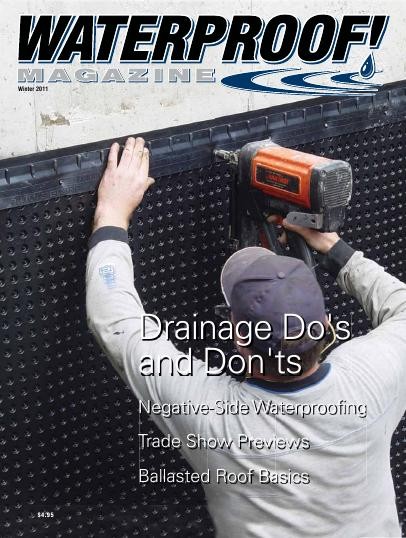 WATERPROOF!
MAGAZINE
Winter 2011
Drainage Do's
and Don'ts
Negative-Side Waterproofing
Trade Show Previews
Ballasted Roof Basics
$4.95